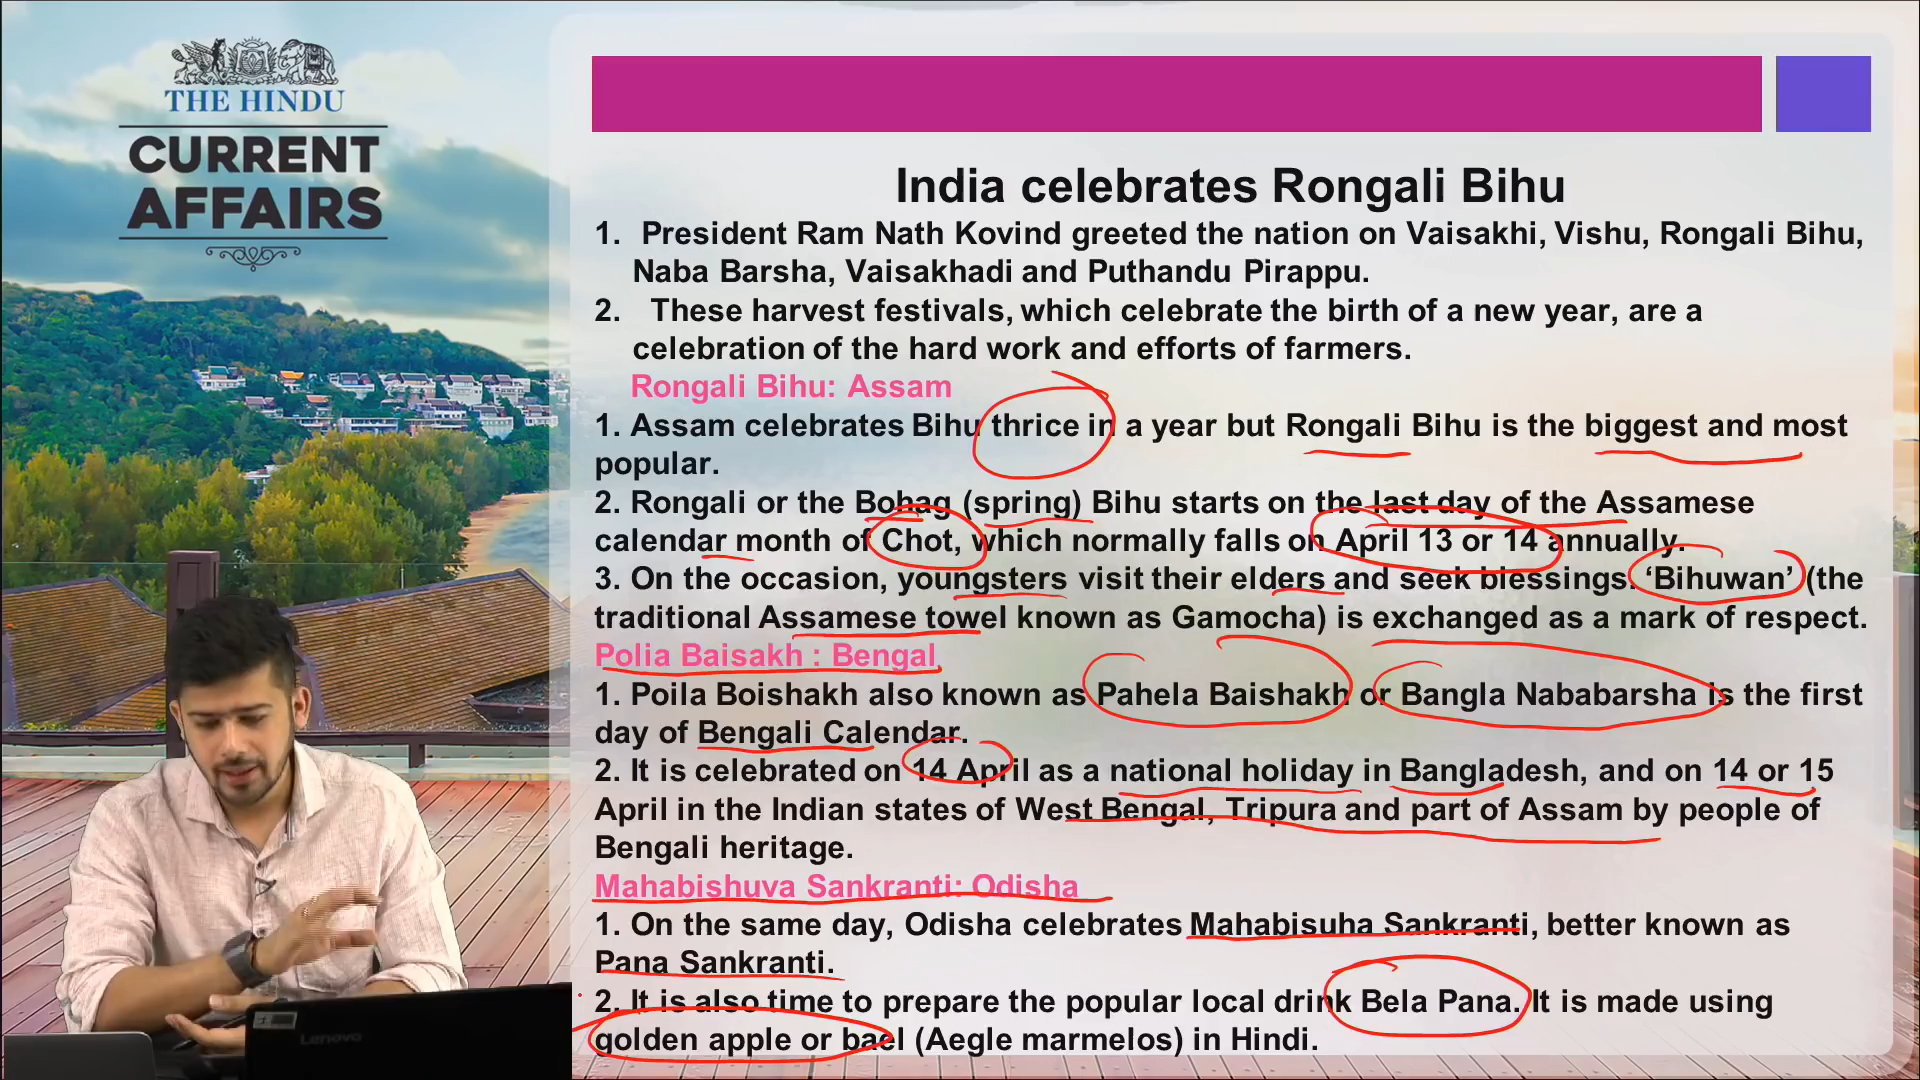 THE HINDU
CURRENT
AFFAIRS
India celebrates Rongali Bihu
1. President Ram Nath Kovind greeted the nation on Vaisakhi, Vishu, Rongali Bihu,
Naba Barsha, Vaisakhadi and Puthandu Pirappu.
2. These harvest festivals, which celebrate the birth of a new year, are a
celebration of the hard work and efforts of farmers.
Rongali Bihu: Assam
1. Assam celebrates Bihu thrice in a year but Rongali Bihu is the biggest and most
popular.
2. Rongali or the Bohag (spring) Bihu starts on the last day of the Assamese
calendar month of Chot, which normally falls on April 13 or 14 annually.
3. On the occasion, youngsters visit their elders and seek blessings. ‘Bihuwan’ (the
traditional Assamese towel known as Gamocha) is exchanged as a mark of respect.
Polia Baisakh : Bengal
1. Poila Boishakh also known as Pahela Baishakh or Bangla Nababarsha is the first
day of Bengali Calendar.
2. It is celebrated on 14 April as a national holiday in Bangladesh, and on 14 or 15
April in the Indian states of West Bengal, Tripura and part of Assam by people of
Bengali heritage.
Mahabishuva Sankranti: Odisha
1. On the same day, Odisha celebrates Mahabisuha Sankranti, better known as
Pana Sankranti.
2. It is also time to prepare the popular local drink Bela Pana. It is made using
golden apple or bael (Aegle marmelos) in Hindi.
Lenovo